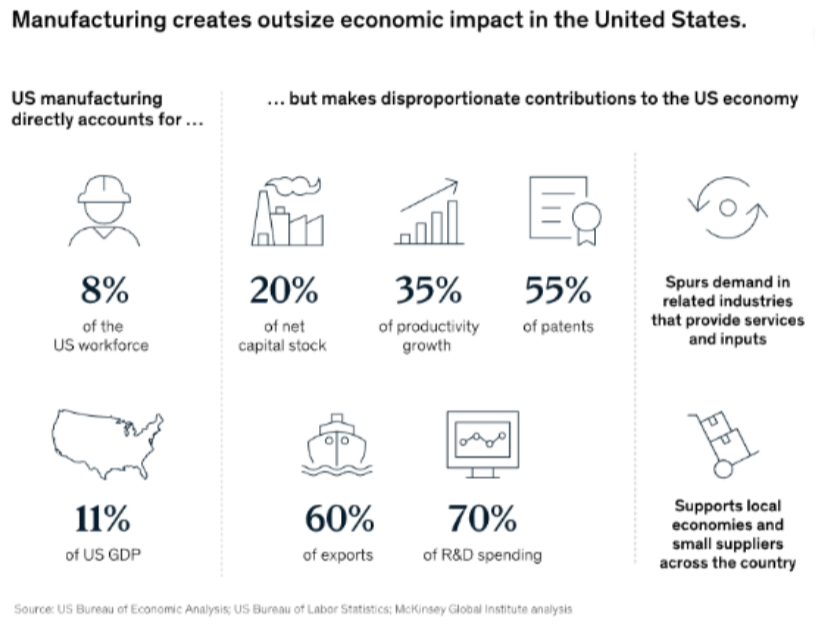 Manufacturing creates outsize economic impact in the United States.
US manufacturing
directly accounts for ...
... but makes disproportionate contributions to the US economy
8%
of the
US workforce
20%
of net
capital stock
35%
of productivity
growth
55%
of patents
Spurs demand in
related industries
that provide services
and inputs
11%
of US GDP
60%
of exports
70%
of R&D spending
Supports local
economies and
small suppliers
across the country
Source: US Bureau of Economic Analysis; US Bureau of Labor Statistics; McKinsey Global Institute analysis